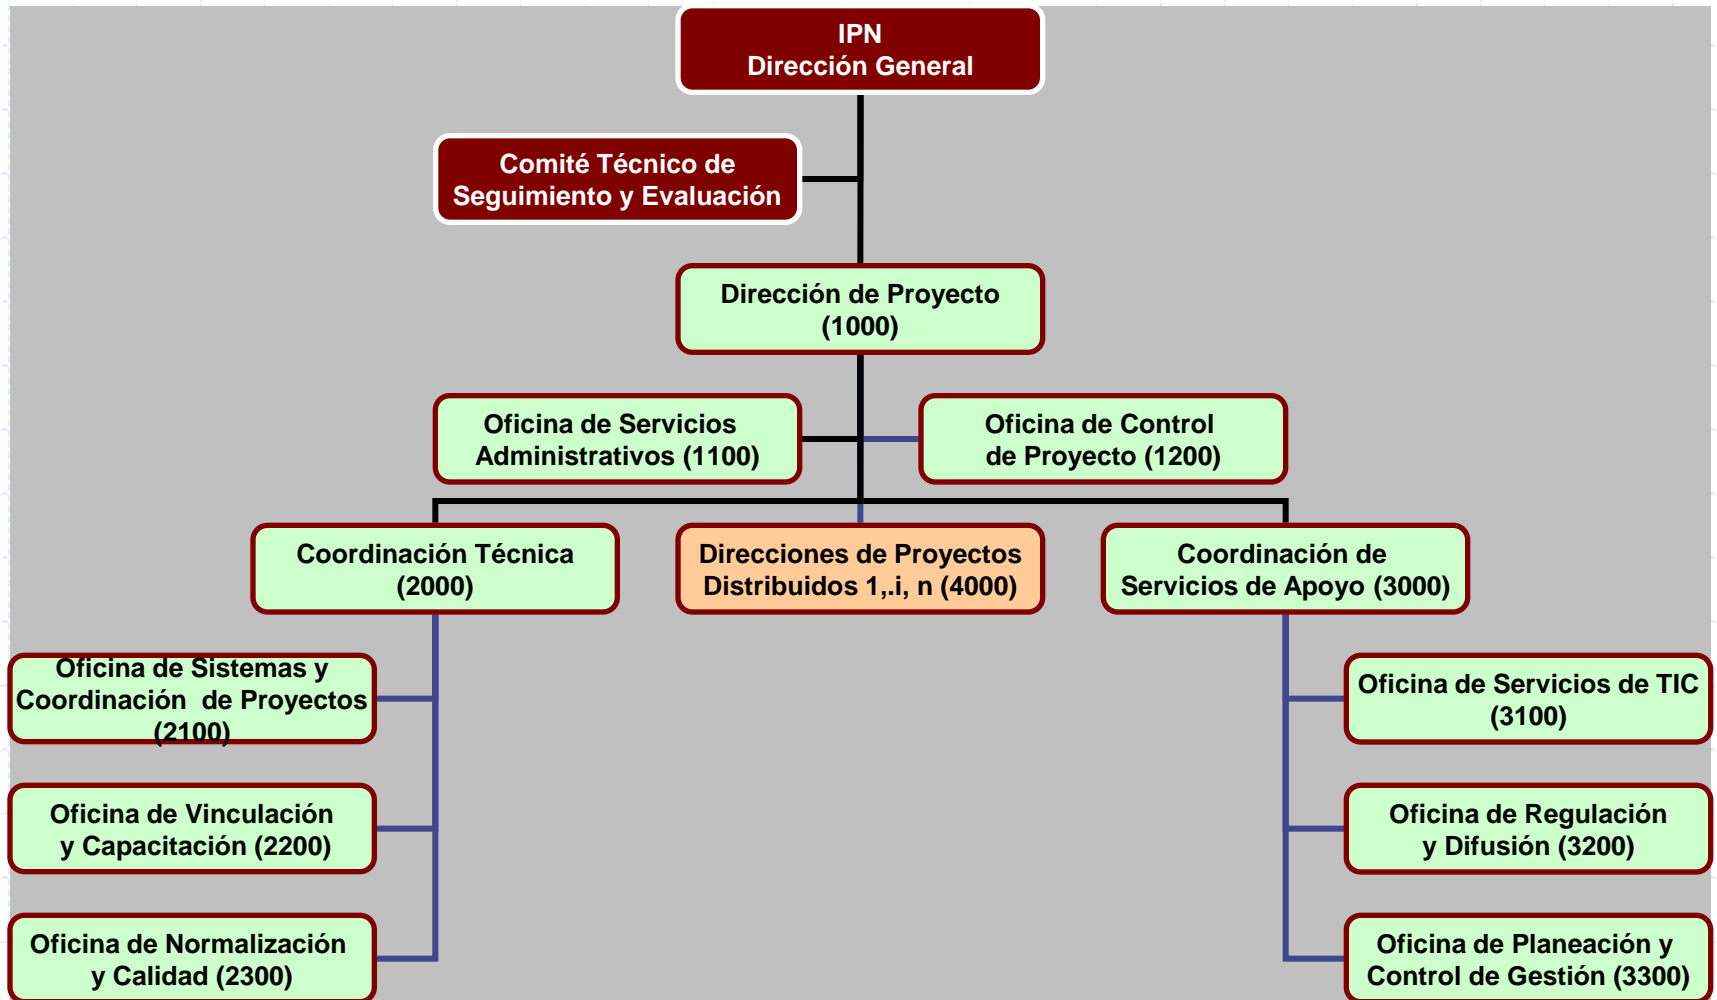 IPN
Dirección General
Comité Técnico de
Seguimiento y Evaluación
Dirección de Proyecto
(1000)
Oficina de Servicios
Administrativos (1100)
Oficina de Control
de Proyecto (1200)
Coordinación Técnica
(2000)
Direcciones de Proyectos
Distribuidos 1,.i, n (4000)
Coordinación de
Servicios de Apoyo (3000)
Oficina de Sistemas y
Coordinación de Proyectos
(2100)
Oficina de Servicios de TIC
(3100)
Oficina de Vinculación
y Capacitación (2200)
Oficina de Regulación
y Difusión (3200)
Oficina de Normalización
y Calidad (2300)
Oficina de Planeación y
Control de Gestión (3300)